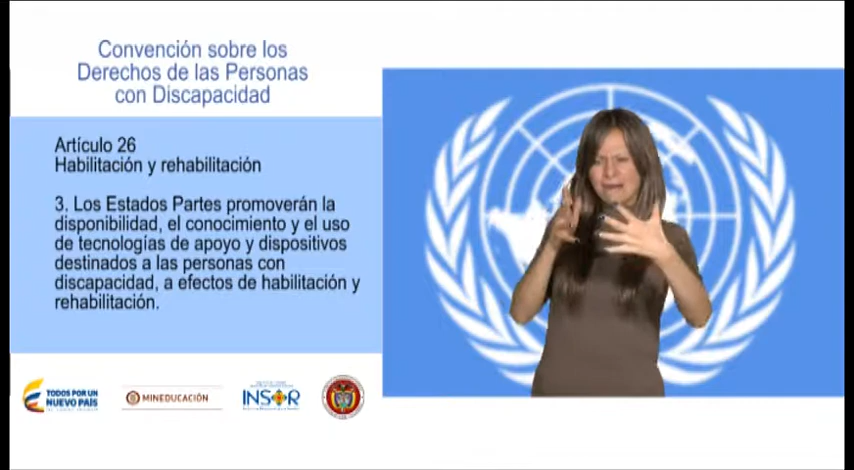 Convención sobre los
Derechos de las Personas
con Discapacidad
Artículo 26
Habilitación y rehabilitación
3. Los Estados Partes promoverán la
disponibilidad, el conocimiento y el uso
de tecnologías de apoyo y dispositivos
destinados a las personas con
discapacidad, a efectos de habilitación y
rehabilitación.
TODOS POR UN
NUEVO PAÍS
MINEDUCACIÓN
INSOR